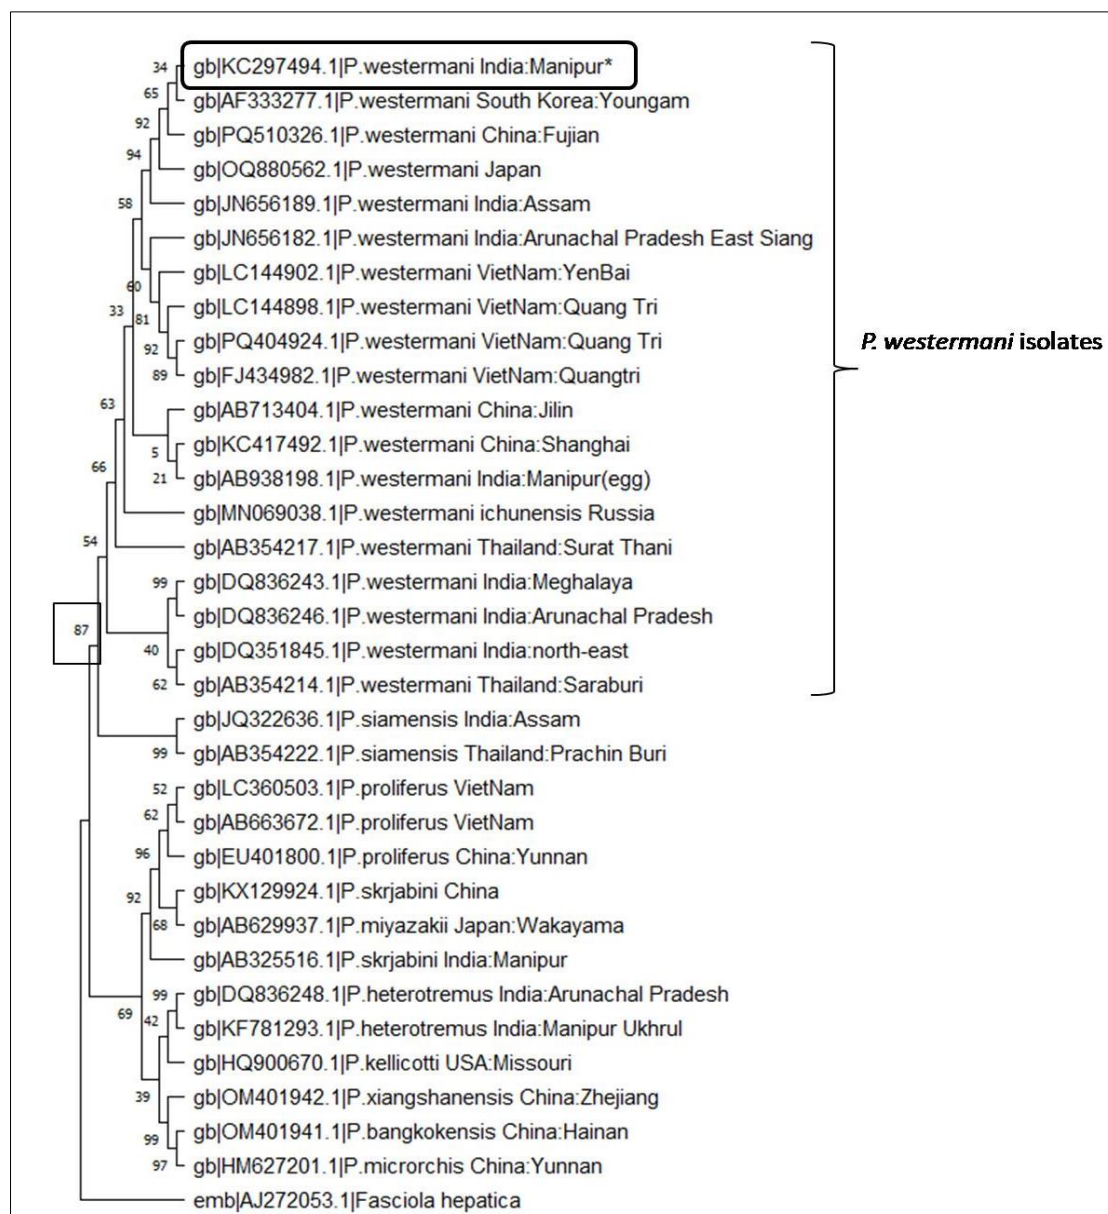 gb|KC297494.1|P.westermani India:Manipur*
34
gb|AF333277.1|P.westermani South Korea:Youngam
65
gb|PQ510326.1|P.westermani China:Fujian
92
gb|OQ880562.1|P.westermani Japan
94
gb|JN656189.1|P.westermani India:Assam
58
gb|JN656182.1|P.westermani India:Arunachal Pradesh East Siang
gb|LC144902.1|P.westermani VietNam:YenBai
60
gb|LC144898.1|P.westermani VietNam:Quang Tri
33
81
gb|PQ404924.1|P.westermani VietNam:Quang Tri
P. westermani isolates
92
gb|FJ434982.1|P.westermani VietNam:Quangtri
89
gb|AB713404.1|P.westermani China:Jilin
63
gb|KC417492.1|P.westermani China:Shanghai
5
gb|AB938198.1|P.westermani India:Manipur(egg)
66
21
gb|MN069038.1|P.westermani ichunensis Russia
gb|AB354217.1|P.westermani Thailand:Surat Thani
54
gb|DQ836243.1|P.westermani India:Meghalaya
99
gb|DQ836246.1|P.westermani India:Arunachal Pradesh
87
gb|DQ351845.1|P.westermani India:north-east
40
gb|AB354214.1|P.westermani Thailand:Saraburi
62
gb|JQ322636.1|P.siamensis India:Assam
gb|AB354222.1|P.siamensis Thailand:Prachin Buri
99
gb|LC360503.1|P.proliferus VietNam
52
gb|AB663672.1|P.proliferus VietNam
62
gb|EU401800.1|P.proliferus China:Yunnan
96
gb|KX129924.1|P.skrjabini China
92
gb|AB629937.1|P.miyazakii Japan:Wakayama
68
gb|AB325516.1|P.skrjabini India:Manipur
gb|DQ836248.1|P.heterotremus India:Arunachal Pradesh
99
gb|KF781293.1|P.heterotremus India:Manipur Ukhrul
69
42
gb|HQ900670.1|P.kellicotti USA:Missouri
gb|OM401942.1|P.xiangshanensis China:Zhejiang
39
gb|OM401941.1|P.bangkokensis China:Hainan
99
gb|HM627201.1|P.microrchis China:Yunnan
97
emb|AJ272053.1|Fasciola hepatica